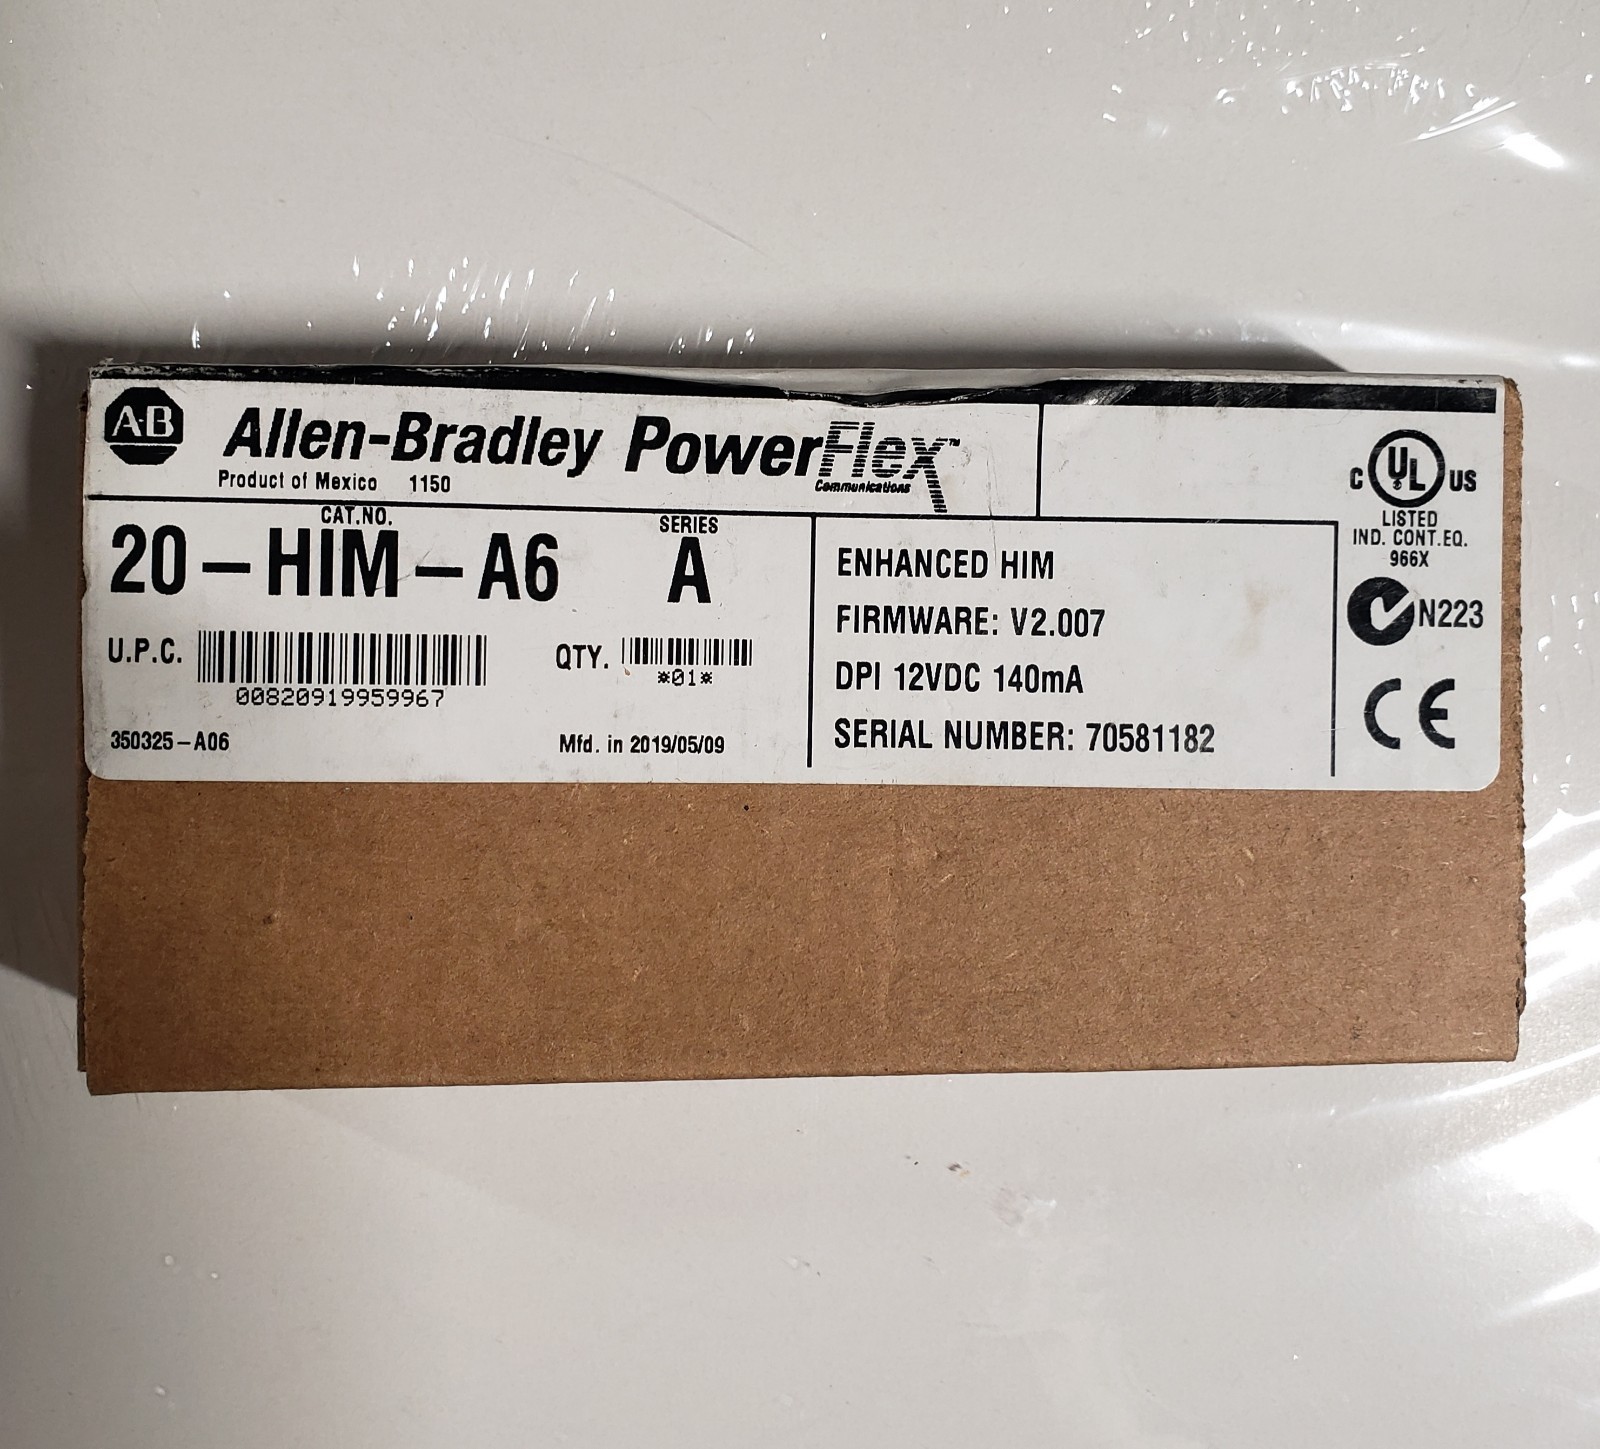 A-B Allen-Bradley PowerFlex™
Communications
Product of Mexico 1150
CAT.NO.
20-HIM-A6
SERIES
A
U.P.C.
00820919959967
QTY.
*01*
350325-A06
Mfd. in 2019/05/09
ENHANCED HIM
FIRMWARE: V2.007
DPI 12VDC 140mA
SERIAL NUMBER: 70581182
C UL US
LISTED
IND. CONT.EQ.
966X
N223
CE